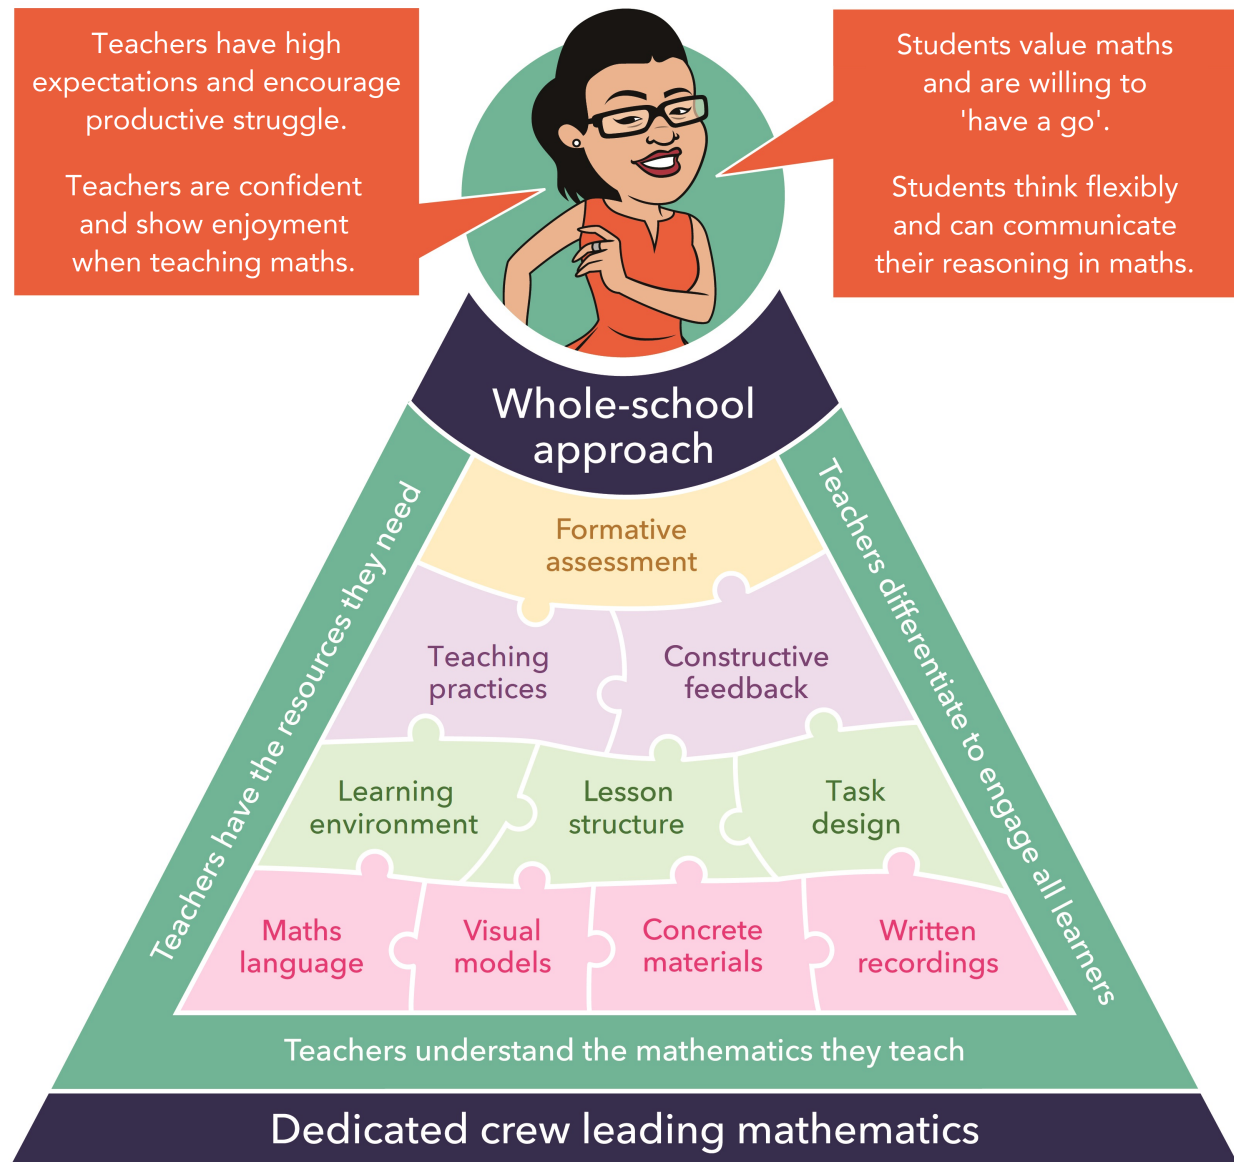 Teachers have high
expectations and encourage
productive struggle.
Teachers are confident
and show enjoyment
when teaching maths.
Students value maths
and are willing to
'have a go'.
Students think flexibly
and can communicate
their reasoning in maths.
Whole-school
approach
Teachers have the resources they need
Teachers differentiate to engage all learners
Formative
assessment
Teaching
practices
Constructive
feedback
Learning
environment
Lesson
structure
Task
design
Maths
language
Visual
models
Concrete
materials
Written
recordings
Teachers understand the mathematics they teach
Dedicated crew leading mathematics